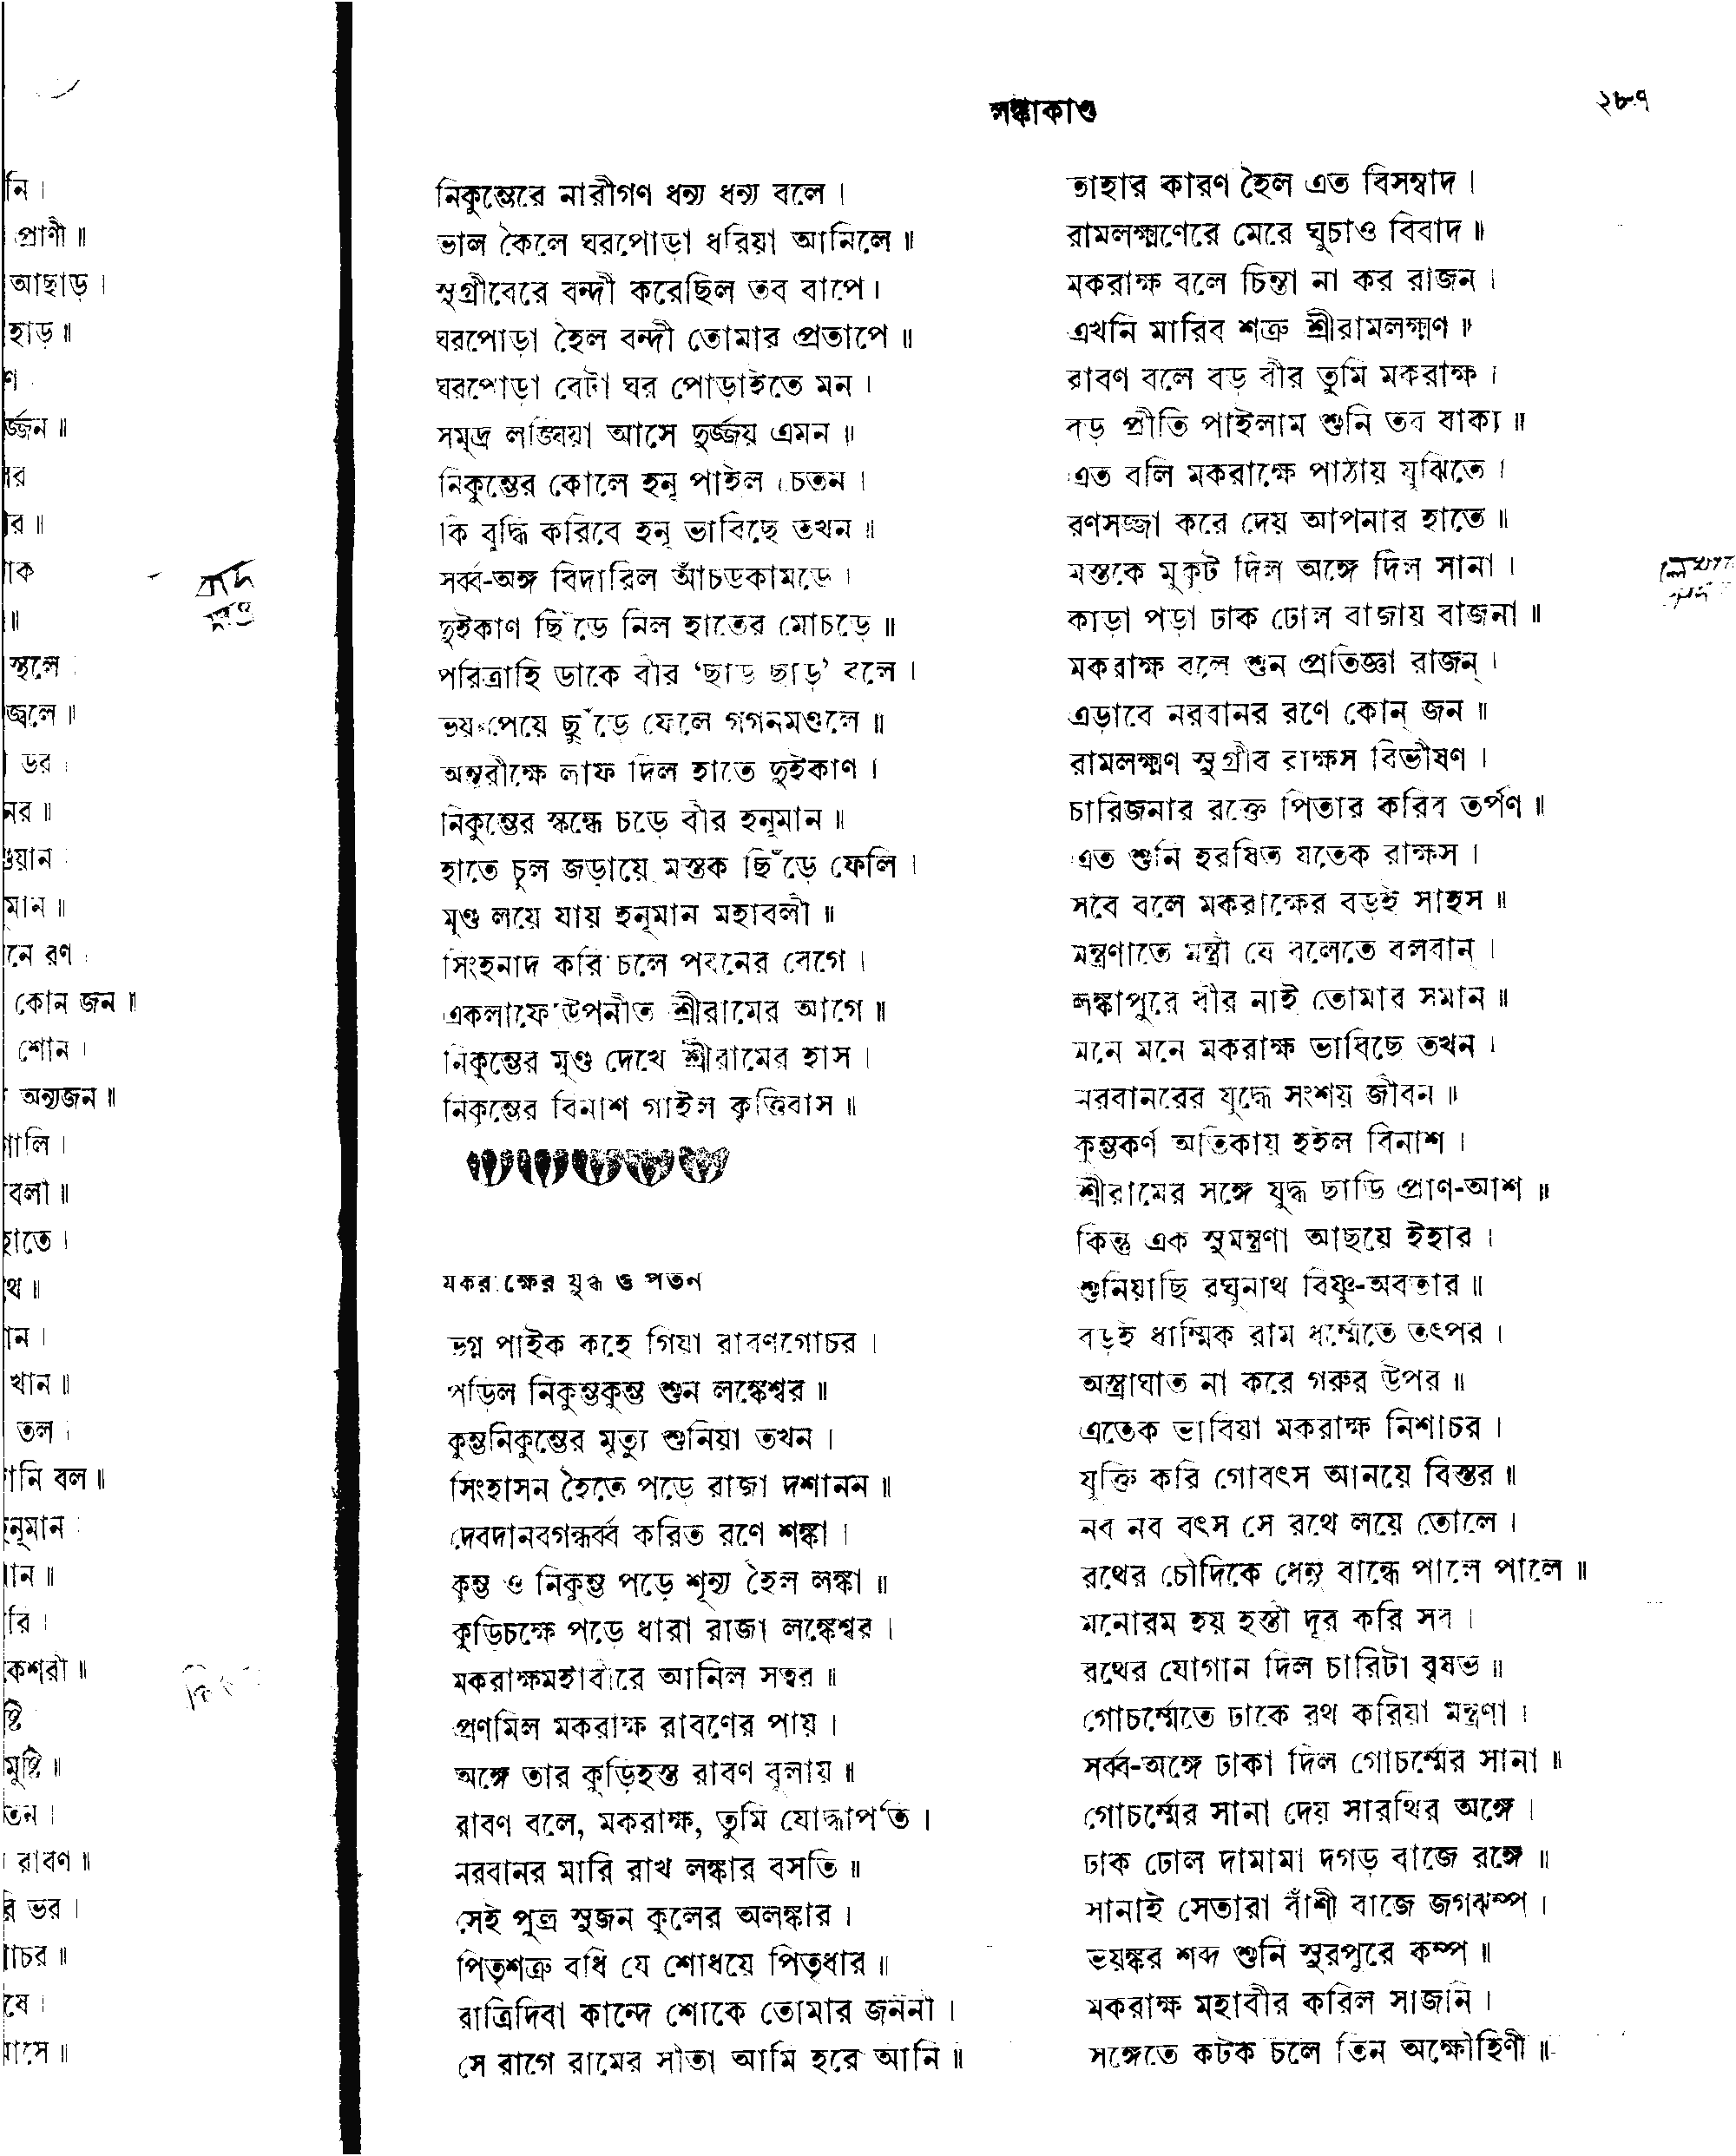 লঙ্কাকাণ্ড
২৮৭
নি ।
প্রাণী ॥
আছাড় ।
হাড় ॥
ণ
র্জ্জন ॥
র ॥
াক
॥
স্থলে
জ্বলে ॥
ডর ।
নর ॥
ওয়ান
মান ॥
নে রণ
কোন জন ॥
শোন ।
অন্যজন ॥
গালি ।
বলা ॥
হাতে ।
থ ॥
ান ।
খান ॥
তল ।
ানি বল ॥
নূমান
ান ॥
রি ।
কেশরী ॥
ষ্টি
মুষ্টি ॥
তন ।
রাবণ ॥
ভর ।
াচর ॥
ষে ।
াসে ॥
বাদ
নিকুম্ভেরে নারীগণ ধন্য ধন্য বলে ।
ভাল কৈলে ঘরপোড়া ধরিয়া আনিলে ॥
সুগ্রীবেরে বন্দী করেছিল তব বাপে ।
ঘরপোড়া হৈল বন্দী তোমার প্রতাপে ॥
ঘরপোড়া বেটা ঘর পোড়াইতে মন ।
সমুদ্র লঙ্ঘিয়া আসে দুর্জ্জয় এমন ॥
নিকুম্ভের কোলে হনূ পাইল চেতন ।
কি বুদ্ধি করিবে হনূ ভাবিছে তখন ॥
সর্ব্ব-অঙ্গ বিদারিল আঁচড়কামড়ে ।
দুইকাণ ছিঁড়ে নিল হাতের মোচড়ে ॥
পরিত্রাহি ডাকে বীর ‘ছাড় ছাড়’ বলে ।
ভয় পেয়ে ছুঁড়ে ফেলে গগনমণ্ডলে ॥
অন্তরীক্ষে লাফ দিল হাতে দুইকাণ ।
নিকুম্ভের স্কন্ধে চড়ে বীর হনূমান ॥
হাতে চুল জড়ায়ে মস্তক ছিঁড়ে ফেলি ।
মুণ্ড লয়ে যায় হনূমান মহাবলী ॥
সিংহনাদ করি চলে পবনের বেগে ।
একলাফে উপনীত শ্রীরামের আগে ॥
নিকুম্ভের মুণ্ড দেখে শ্রীরামের হাস ।
নিকুম্ভের বিনাশ গাইল কৃত্তিবাস ॥
মকরাক্ষের যুদ্ধ ও পতন
ভগ্ন পাইক কহে গিয়া রাবণগোচর ।
পড়িল নিকুম্ভকুম্ভ শুন লঙ্কেশ্বর ॥
কুম্ভনিকুম্ভের মৃত্যু শুনিয়া তখন ।
সিংহাসন হৈতে পড়ে রাজা দশানন ॥
দেবদানবগন্ধর্ব্ব করিত রণে শঙ্কা ।
কুম্ভ ও নিকুম্ভ পড়ে শূন্য হৈল লঙ্কা ॥
কুড়িচক্ষে পড়ে ধারা রাজা লঙ্কেশ্বর ।
মকরাক্ষমহাবীরে আনিল সত্বর ॥
প্রণমিল মকরাক্ষ রাবণের পায় ।
অঙ্গে তার কুড়িহস্ত রাবণ বুলায় ॥
রাবণ বলে, মকরাক্ষ, তুমি যোদ্ধাপতি ।
নরবানর মারি রাখ লঙ্কার বসতি ॥
সেই পুত্ত্র সুজন কুলের অলঙ্কার ।
পিতৃশত্রু বধি যে শোধয়ে পিতৃধার ॥
রাত্রিদিবা কান্দে শোকে তোমার জননী ।
সে রাগে রামের সীতা আমি হরে আনি ॥
তাহার কারণ হৈল এত বিসম্বাদ ।
রামলক্ষ্মণেরে মেরে ঘুচাও বিবাদ ॥
মকরাক্ষ বলে চিন্তা না কর রাজন ।
এখনি মারিব শত্রু শ্রীরামলক্ষ্মণ ॥
রাবণ বলে বড় বীর তুমি মকরাক্ষ ।
বড় প্রীতি পাইলাম শুনি তব বাক্য ॥
এত বলি মকরাক্ষে পাঠায় যুঝিতে ।
রণসজ্জা করে দেয় আপনার হাতে ॥
মস্তকে মুকুট দিল অঙ্গে দিল সানা ।
কাড়া পড়া ঢাক ঢোল বাজায় বাজনা ॥
মকরাক্ষ বলে শুন প্রতিজ্ঞা রাজন্ ।
এড়াবে নরবানর রণে কোন্ জন ॥
রামলক্ষ্মণ সুগ্রীব রাক্ষস বিভীষণ ।
চারিজনার রক্তে পিতার করিব তর্পণ ॥
এত শুনি হরষিত যতেক রাক্ষস ।
সবে বলে মকরাক্ষের বড়ই সাহস ॥
মন্ত্রণাতে মন্ত্রী যে বলেতে বলবান্ ।
লঙ্কাপুরে বীর নাই তোমার সমান ॥
মনে মনে মকরাক্ষ ভাবিছে তখন ।
নরবানরের যুদ্ধে সংশয় জীবন ॥
কুম্ভকর্ণ অতিকায় হইল বিনাশ ।
শ্রীরামের সঙ্গে যুদ্ধ ছাড়ি প্রাণ-আশ ॥
কিন্তু এক সুমন্ত্রণা আছয়ে ইহার ।
শুনিয়াছি রঘুনাথ বিষ্ণু-অবতার ॥
বড়ই ধাম্মিক রাম ধর্ম্মেতে তৎপর ।
অস্ত্রাঘাত না করে গরুর উপর ॥
এতেক ভাবিয়া মকরাক্ষ নিশাচর ।
যুক্তি করি গোবৎস আনয়ে বিস্তর ॥
নব নব বৎস সে রথে লয়ে তোলে ।
রথের চৌদিকে ধেনু বান্ধে পালে পালে ॥
মনোরম হয় হস্তী দূর করি সব ।
রথের যোগান দিল চারিটা বৃষভ ॥
গোচর্ম্মেতে ঢাকে রথ করিয়া মন্ত্রণা ।
সর্ব্ব-অঙ্গে ঢাকা দিল গোচর্ম্মের সানা ॥
গোচর্ম্মের সানা দেয় সারথির অঙ্গে ।
ঢাক ঢোল দামামা দগড় বাজে রঙ্গে ॥
সানাই সেতারা বাঁশী বাজে জগঝম্প ।
ভয়ঙ্কর শব্দ শুনি সুরপুরে কম্প ॥
মকরাক্ষ মহাবীর করিল সাজনি ।
সঙ্গেতে কটক চলে তিন অক্ষৌহিণী ॥